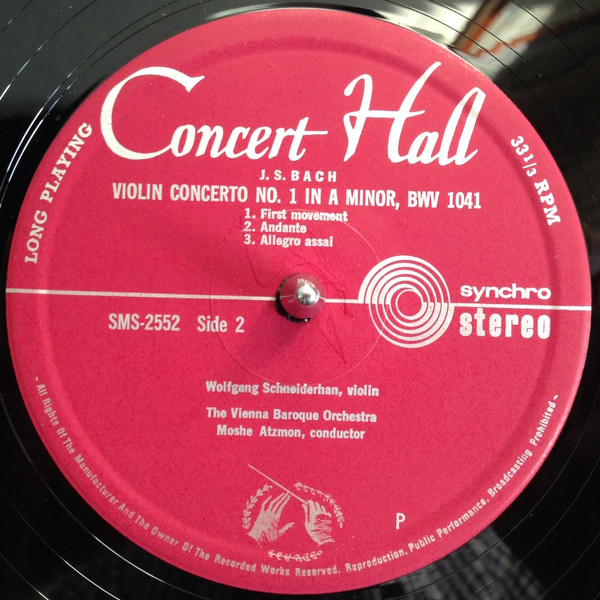 Concert Hall
LONG PLAYING
33 1/3 RPM
J. S. BACH
VIOLIN CONCERTO NO. 1 IN A MINOR, BWV 1041
1. First movement
2. Andante
3. Allegro assai
synchro
stereo
SMS-2552 Side 2
Wolfgang Schneiderhan, violin
The Vienna Baroque Orchestra
Moshe Atzmon, conductor
P
- All Rights Of The Manufacturer And The Owner Of The Recorded Works Reserved. Reproduction, Public Performance, Broadcasting Prohibited -